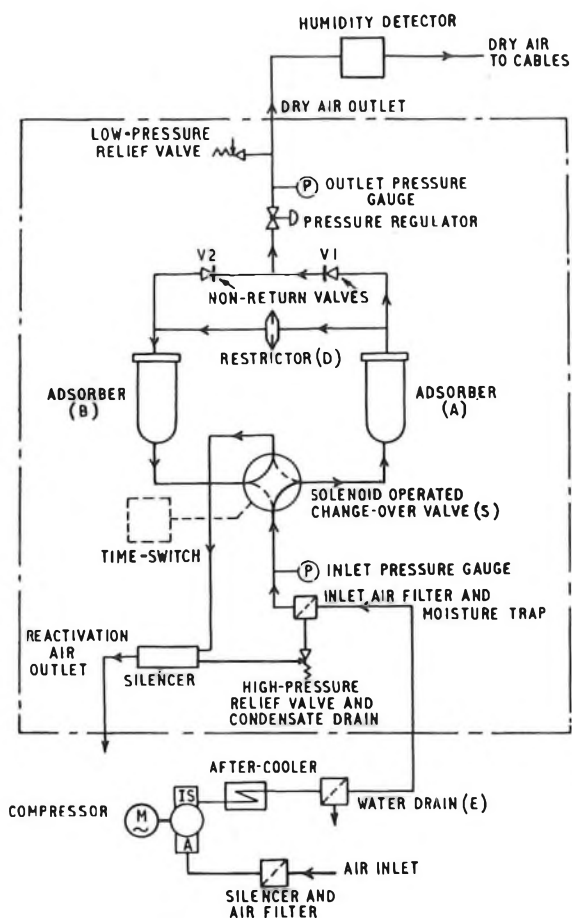 HUMIDITY DETECTOR
DRY AIR
TO CABLES
DRY AIR OUTLET
LOW-PRESSURE
RELIEF VALVE
P
OUTLET PRESSURE
GAUGE
PRESSURE REGULATOR
V2
V1
NON-RETURN VALVES
RESTRICTOR (D)
ADSORBER
(B)
ADSORBER
(A)
SOLENOID OPERATED
CHANGE-OVER VALVE (S)
TIME-SWITCH
P
INLET PRESSURE GAUGE
INLET AIR FILTER AND
MOISTURE TRAP
REACTIVATION
AIR
OUTLET
SILENCER
HIGH-PRESSURE
RELIEF VALVE AND
CONDENSATE DRAIN
AFTER-COOLER
IS
COMPRESSOR
M
A
WATER DRAIN (E)
AIR INLET
SILENCER AND
AIR FILTER